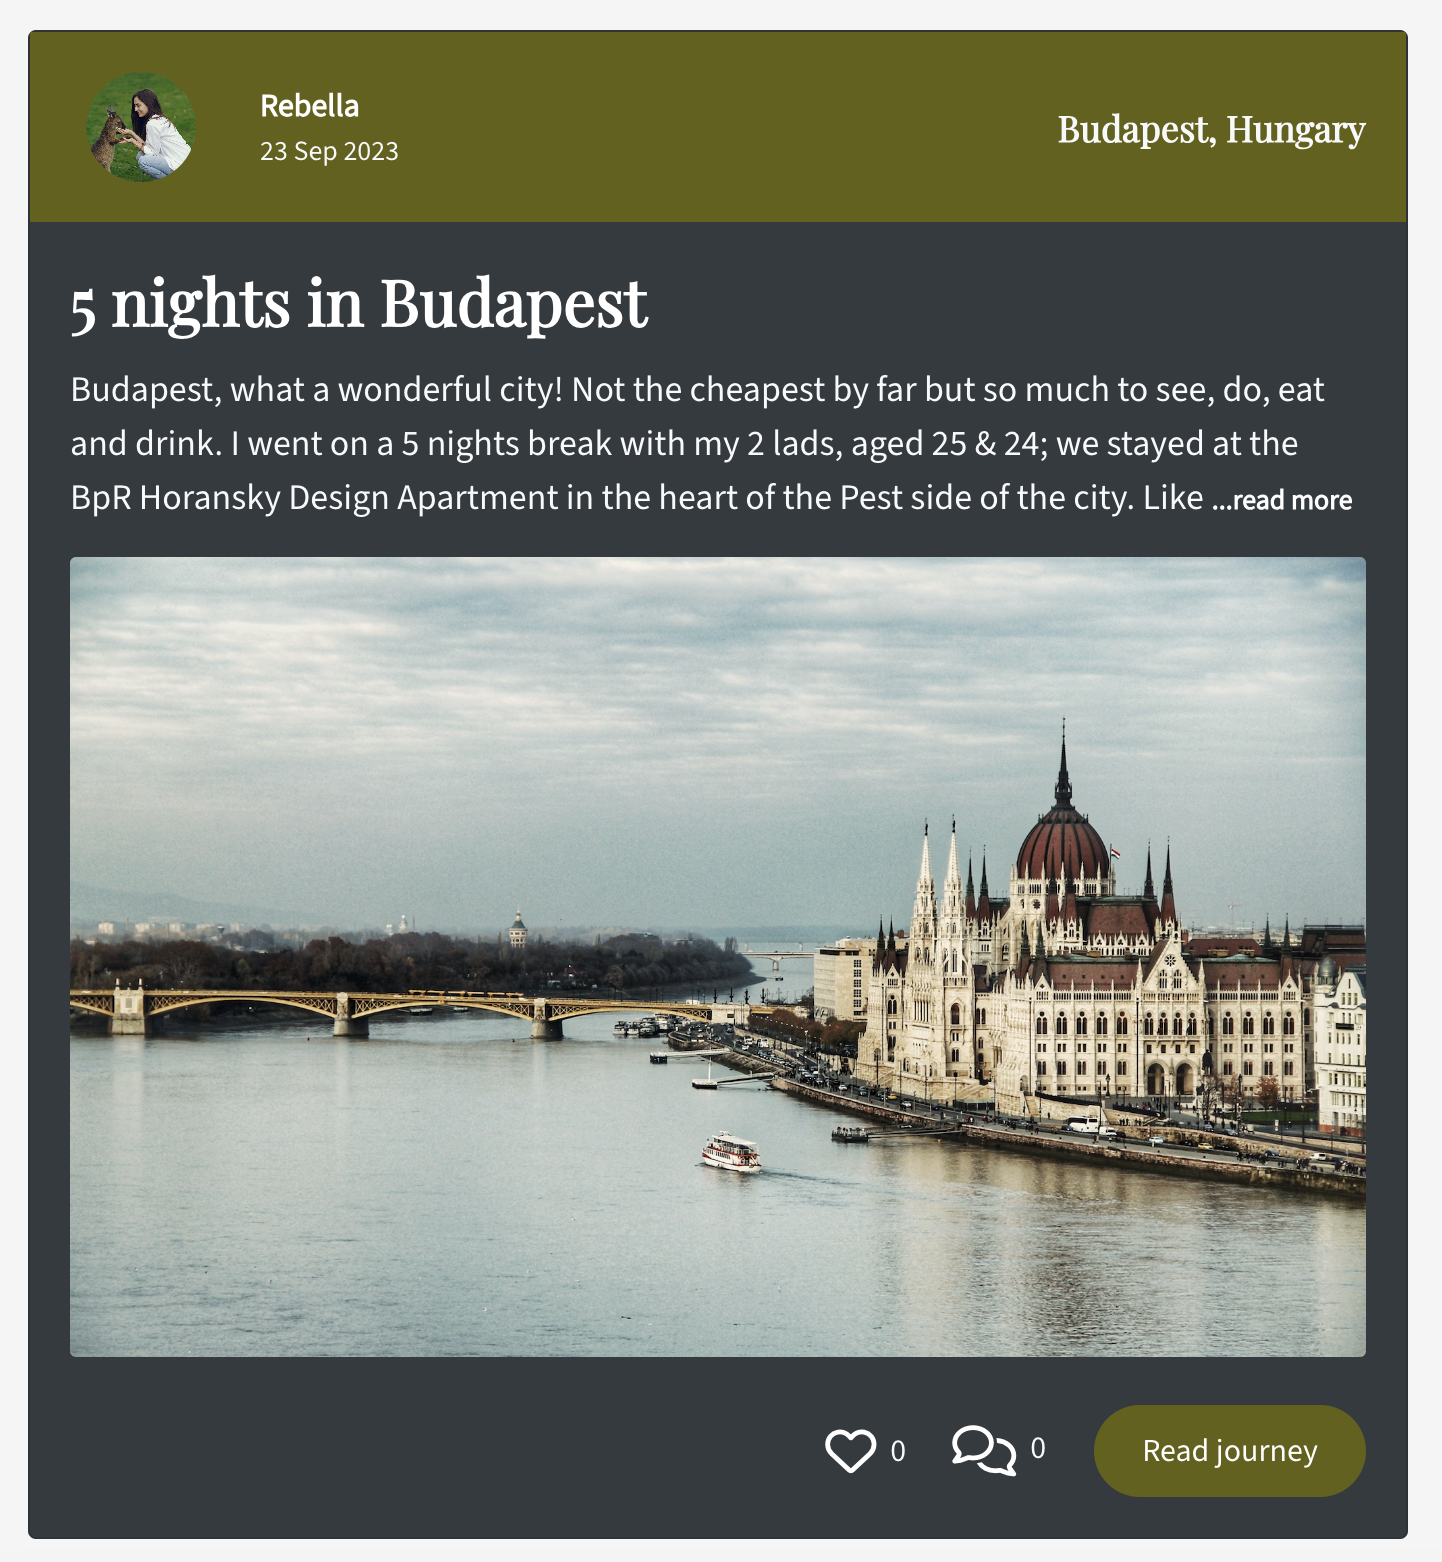 Rebella
23 Sep 2023
Budapest, Hungary
5 nights in Budapest
Budapest, what a wonderful city! Not the cheapest by far but so much to see, do, eat
and drink. I went on a 5 nights break with my 2 lads, aged 25 & 24; we stayed at the
BpR Horansky Design Apartment in the heart of the Pest side of the city. Like ...read more
0
0
Read journey